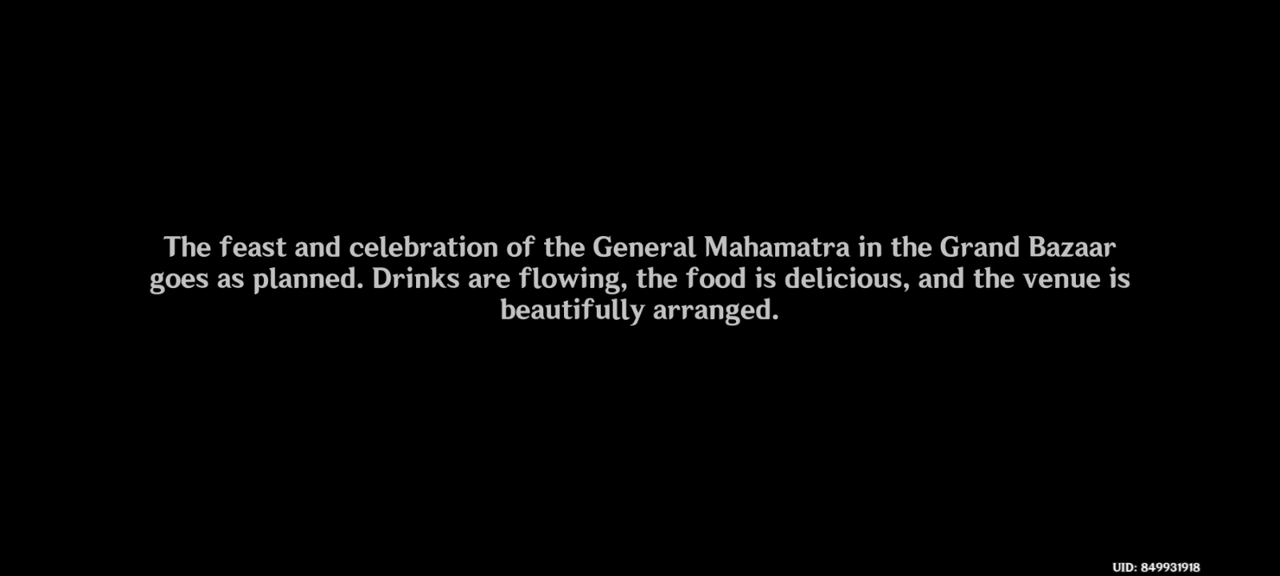 The feast and celebration of the General Mahamatra in the Grand Bazaar
goes as planned. Drinks are flowing, the food is delicious, and the venue is
beautifully arranged.
UID: 849931918